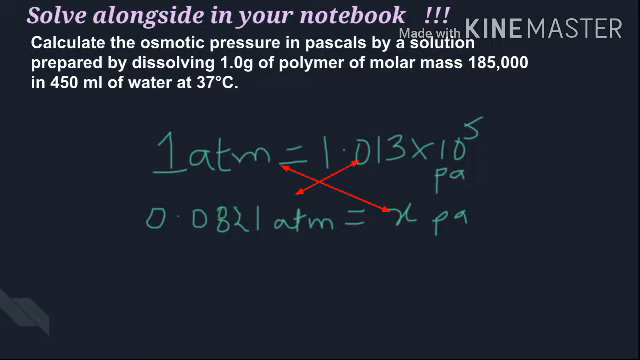 Solve alongside in your notebook !!!
Made with KINEMASTER
Calculate the osmotic pressure in pascals by a solution
prepared by dissolving 1.0g of polymer of molar mass 185,000
in 450 ml of water at 37°C.
1 atm = 1.013 × 10⁵
pa
0.0821 atm = x pa